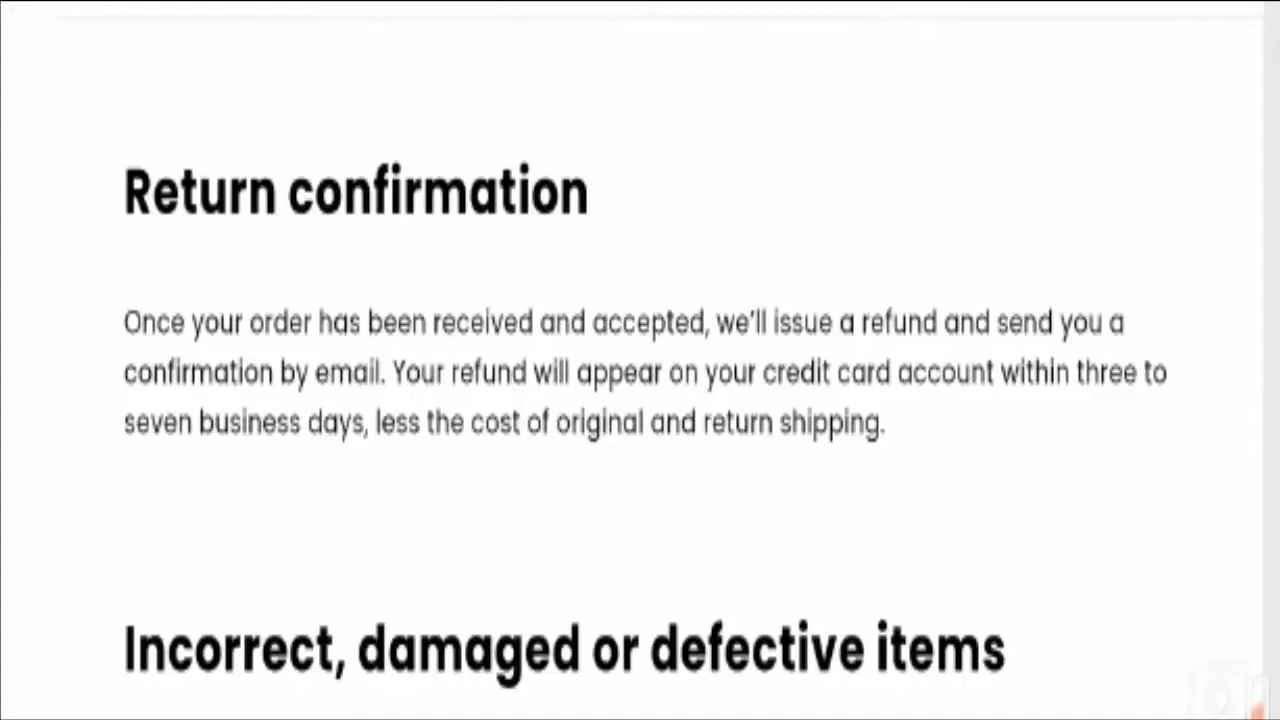 Return confirmation
Once your order has been received and accepted, we'll issue a refund and send you a
confirmation by email. Your refund will appear on your credit card account within three to
seven business days, less the cost of original and return shipping.
Incorrect, damaged or defective items